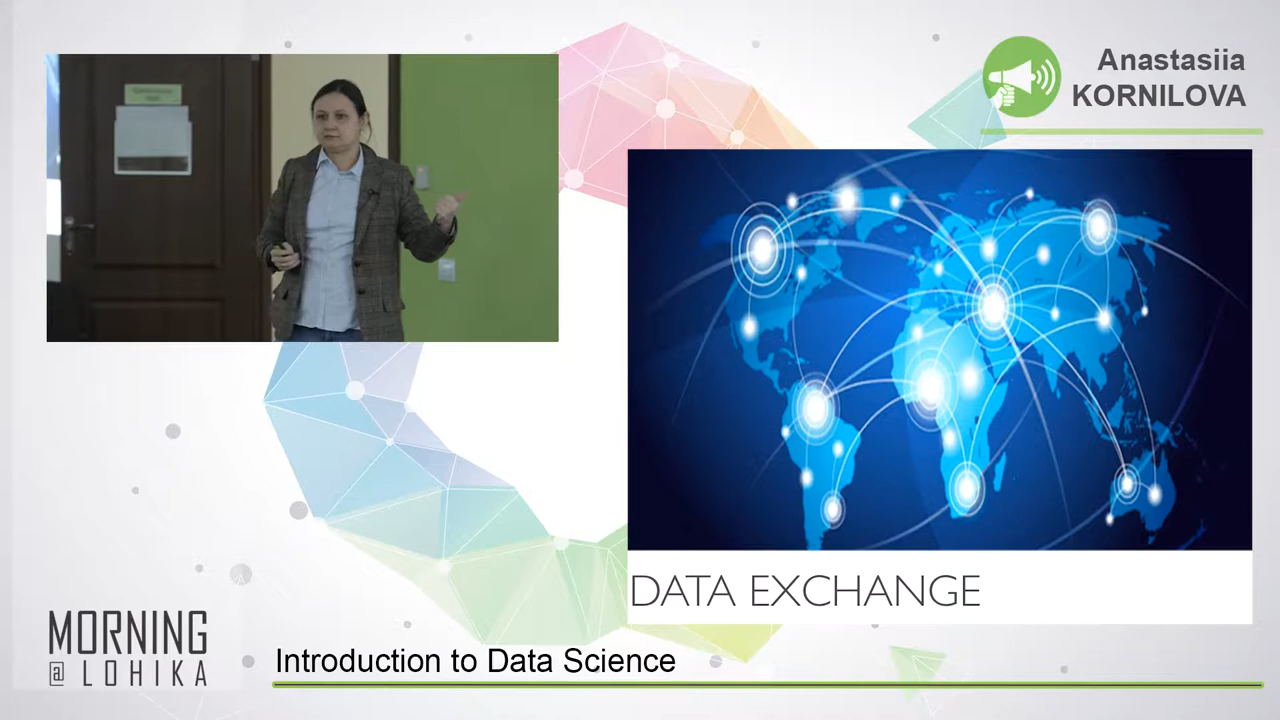 Anastasiia
KORNILOVA
DATA EXCHANGE
MORNING
@ LOHIKA
Introduction to Data Science